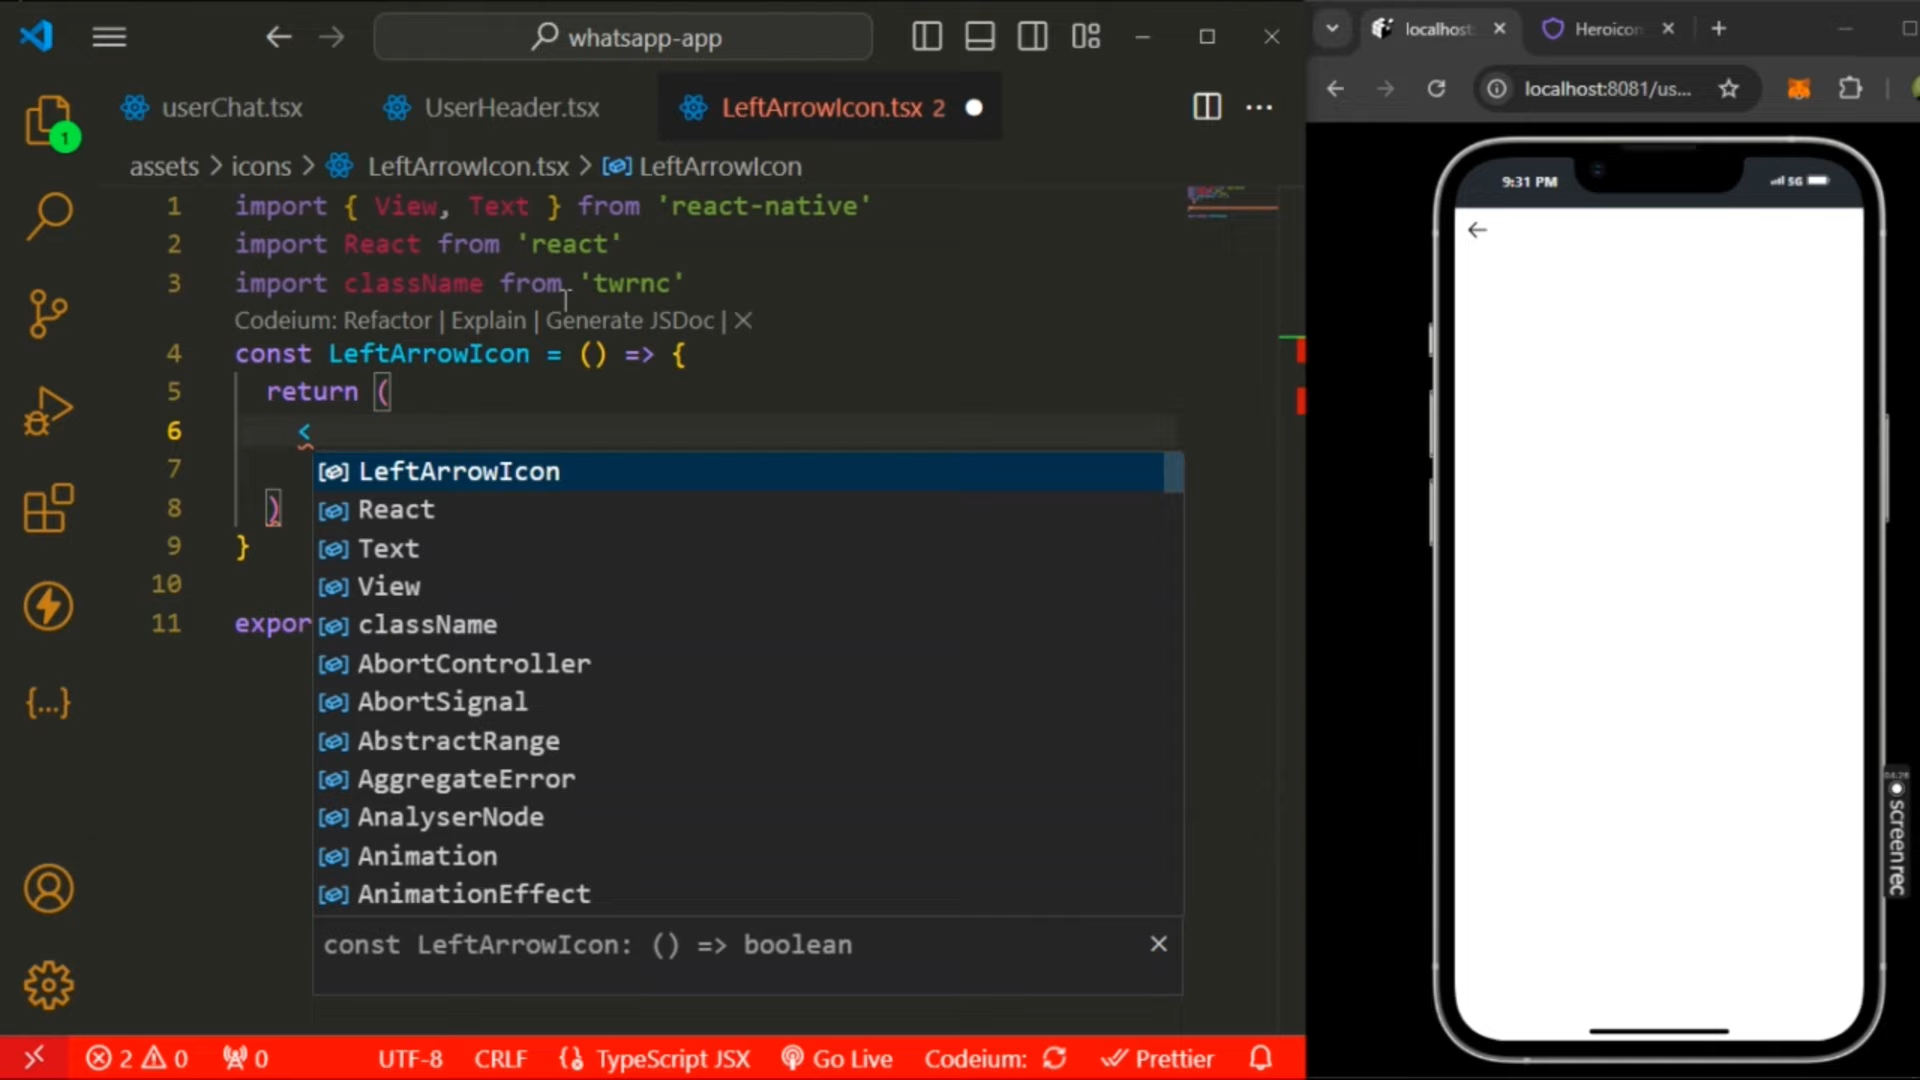 whatsapp-app
userChat.tsx
UserHeader.tsx
LeftArrowIcon.tsx 2
assets > icons > LeftArrowIcon.tsx > LeftArrowIcon
1 import { View, Text } from 'react-native'
2 import React from 'react'
3 import className from 'twrnc'
Codeium: Refactor | Explain | Generate JSDoc | ×
4 const LeftArrowIcon = () => {
5 return (
6 <
7
8 )
9 }
10
11 expor
LeftArrowIcon
React
Text
View
className
AbortController
AbortSignal
AbstractRange
AggregateError
AnalyserNode
Animation
AnimationEffect
const LeftArrowIcon: () => boolean
1
{...}
2 0 0 UTF-8 CRLF {} TypeScript JSX Go Live Codeium: Prettier
localhost:
Heroicon
localhost:8081/us...
9:31 PM
5G
04:28
screenrec